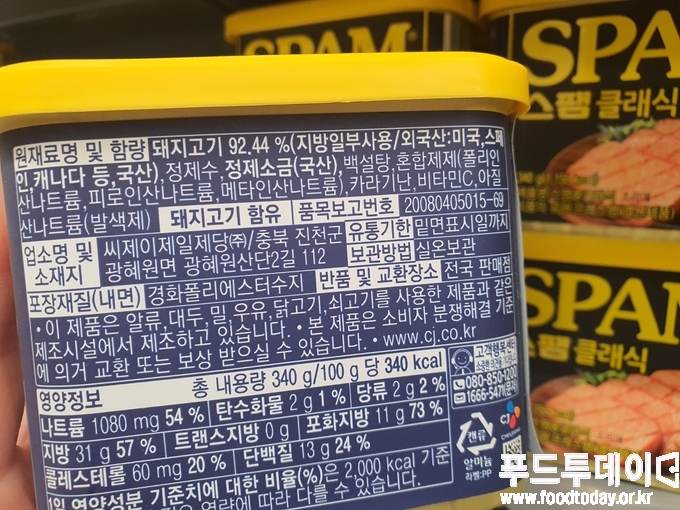 SPAM
SPAM
스팸 클래식
SPAM
스팸 클래식
원재료명 및 함량 돼지고기 92.44 %(지방일부사용/외국산:미국,스페
인,캐나다 등,국산), 정제수, 정제소금(국산), 백설탕, 혼합제제(폴리인
산나트륨, 피로인산나트륨, 메타인산나트륨), 카라기난, 비타민C, 아질
산나트륨(발색제) 돼지고기 함유 품목보고번호 20080405015-69
업소명 및 소재지 씨제이제일제당㈜/충북 진천군 광혜원면 광혜원산단2길 112
유통기한 밑면표시일까지
보관방법 실온보관
포장재질(내면) 경화폴리에스터수지 반품 및 교환장소 전국 판매점
• 이 제품은 알류, 대두, 밀, 우유, 닭고기, 쇠고기를 사용한 제품과 같은
제조시설에서 제조하고 있습니다. • 본 제품은 소비자 분쟁해결 기준
에 의거 교환 또는 보상 받으실 수 있습니다. • www.cj.co.kr
영양정보 총 내용량 340 g/100 g 당 340 kcal
나트륨 1080 mg 54 % 탄수화물 2 g 1 % 당류 2 g 2 %
지방 31 g 57 % 트랜스지방 0 g 포화지방 11 g 73 %
콜레스테롤 60 mg 20 % 단백질 13 g 24 %
1일 영양성분 기준치에 대한 비율(%)은 2,000 kcal 기준
080-850-1200
CJ
캔류
알미늄
라벨:PP
푸드투데이
www.foodtoday.or.kr